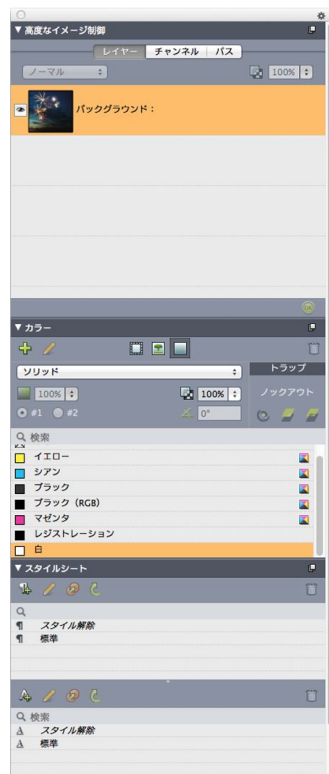 ▼ 高度なイメージ制御
レイヤー チャンネル パス
ノーマル 100%
バックグラウンド：
▼ カラー
ソリッド トラップ
100% 100% ノックアウト
#1 #2 0°
検索
イエロー
シアン
ブラック
ブラック (RGB)
マゼンタ
レジストレーション
白
▼ スタイルシート
¶ スタイル解除
¶ 標準
検索
A スタイル解除
A 標準